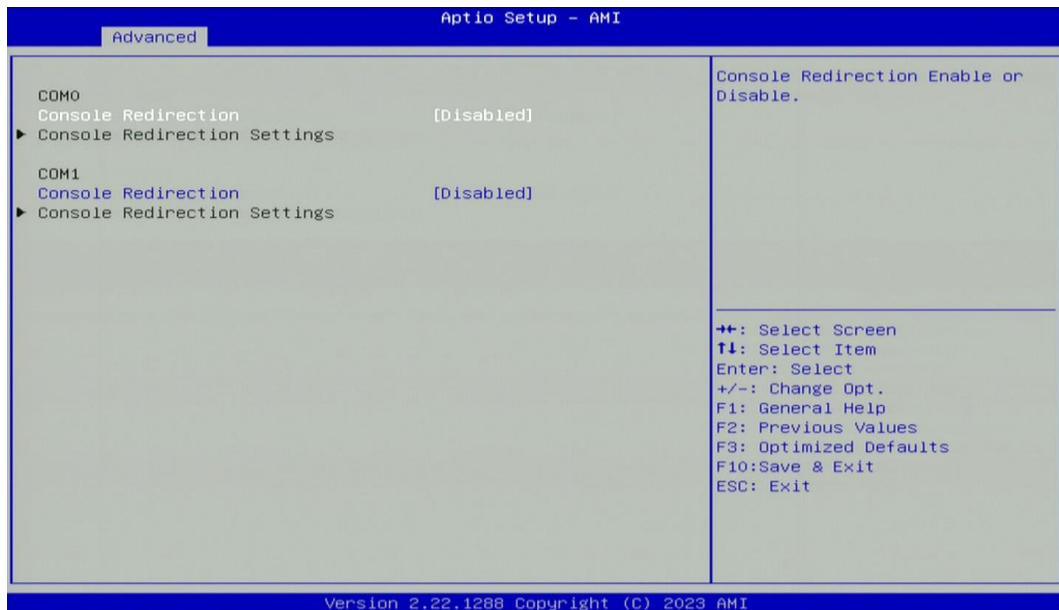 Aptio Setup – AMI
Advanced
COM0
Console Redirection [Disabled]
▶ Console Redirection Settings
COM1
Console Redirection [Disabled]
▶ Console Redirection Settings
Console Redirection Enable or
Disable.
→←: Select Screen
↑↓: Select Item
Enter: Select
+/-: Change Opt.
F1: General Help
F2: Previous Values
F3: Optimized Defaults
F10:Save & Exit
ESC: Exit
Version 2.22.1288 Copyright (C) 2023 AMI